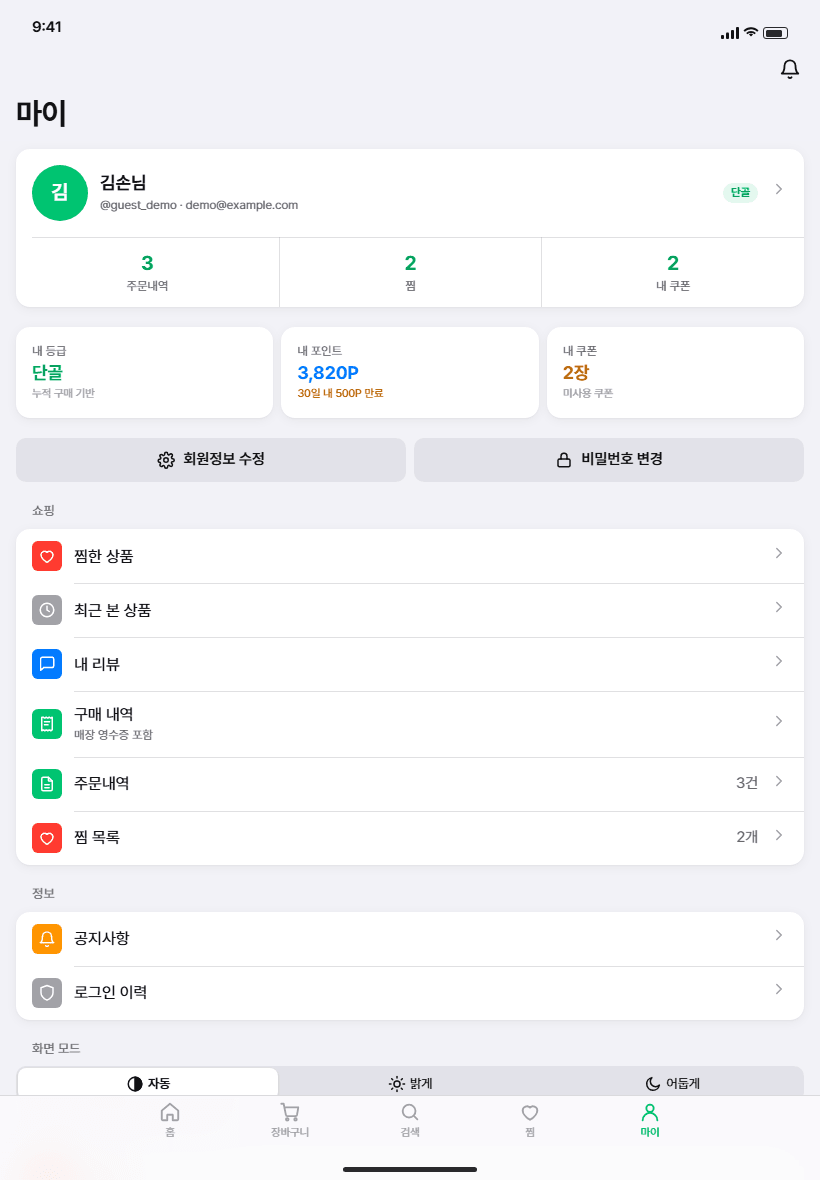 9:41
마이
김
김손님
@guest_demo · demo@example.com
단골
3
주문내역
2
찜
2
내 쿠폰
내 등급
단골
누적 구매 기반
내 포인트
3,820P
30일 내 500P 만료
내 쿠폰
2장
미사용 쿠폰
회원정보 수정
비밀번호 변경
쇼핑
찜한 상품
최근 본 상품
내 리뷰
구매 내역
매장 영수증 포함
주문내역
3건
찜 목록
2개
정보
공지사항
로그인 이력
화면 모드
자동
밝게
어둡게
홈
장바구니
검색
찜
마이